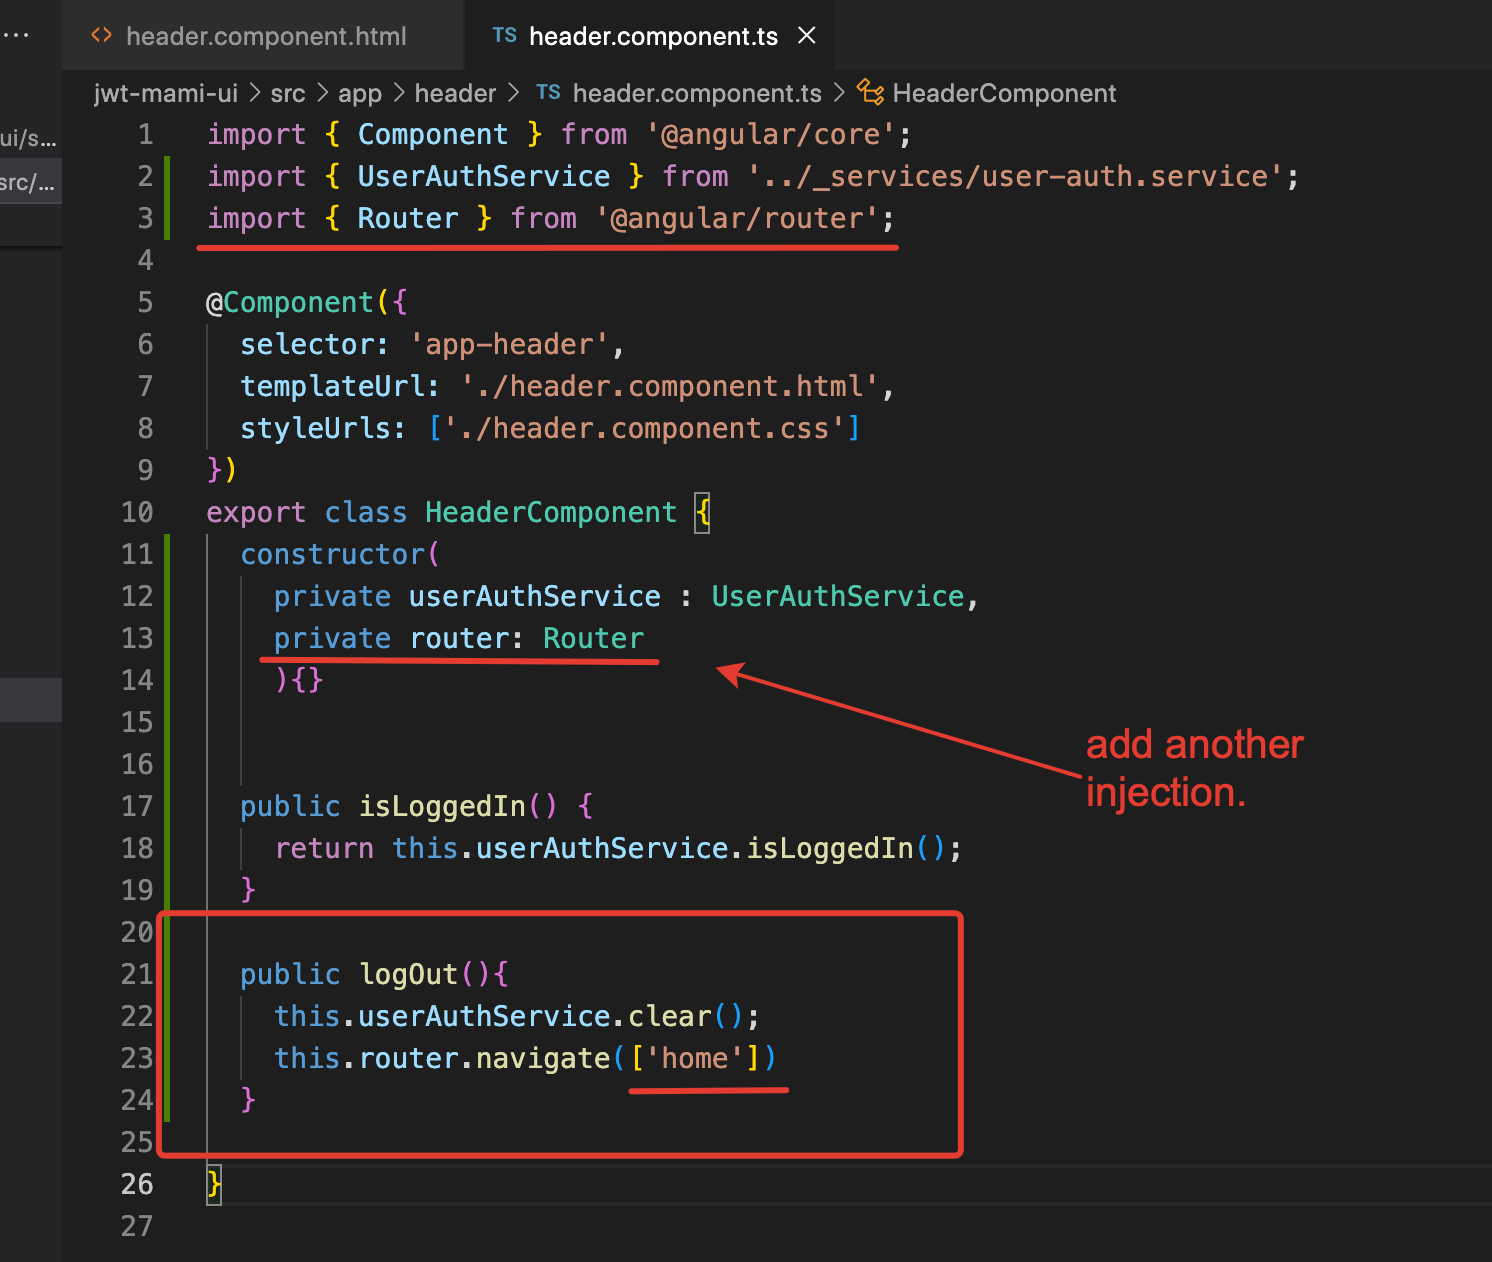 ...
header.component.html
TS header.component.ts
jwt-mami-ui > src > app > header > TS header.component.ts > HeaderComponent
ui/s...
src/...
1 import { Component } from '@angular/core';
2 import { UserAuthService } from '../_services/user-auth.service';
3 import { Router } from '@angular/router';
4
5 @Component({
6   selector: 'app-header',
7   templateUrl: './header.component.html',
8   styleUrls: ['./header.component.css']
9 })
10 export class HeaderComponent {
11   constructor(
12     private userAuthService : UserAuthService,
13     private router: Router
14     ){}
15
16
17   public isLoggedIn() {
18     return this.userAuthService.isLoggedIn();
19   }
20
21   public logOut(){
22     this.userAuthService.clear();
23     this.router.navigate(['home'])
24   }
25
26 }
27
add another
injection.